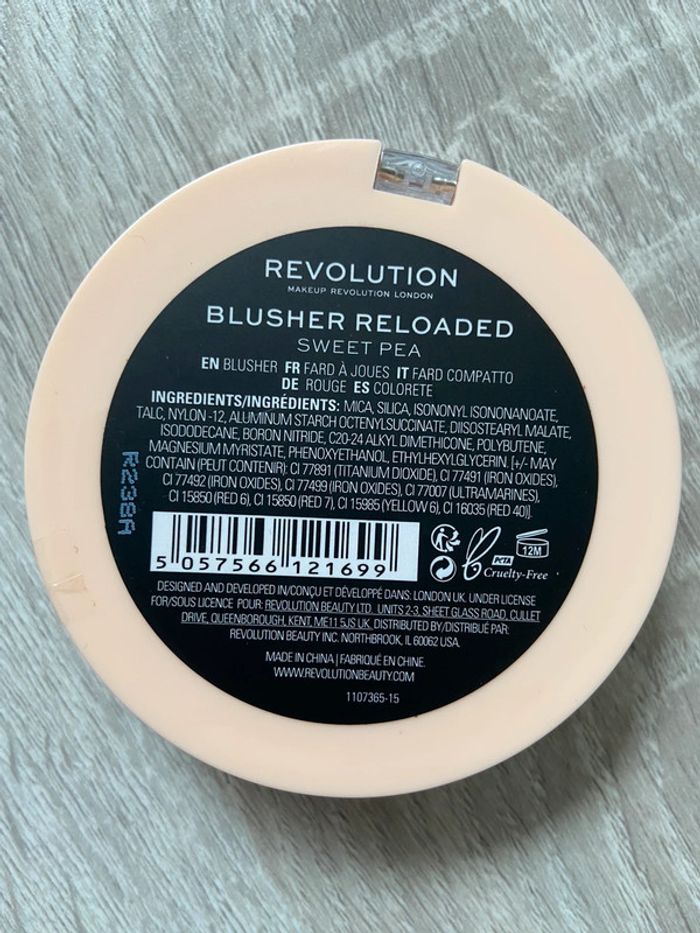 REVOLUTION
MAKEUP REVOLUTION LONDON
BLUSHER RELOADED
SWEET PEA
EN BLUSHER FR FARD À JOUES IT FARD COMPATTO
DE ROUGE ES COLORETE
INGREDIENTS/INGRÉDIENTS: MICA, SILICA, ISONONYL ISONONANOATE,
TALC, NYLON -12, ALUMINUM STARCH OCTENYLSUCCINATE, DIISOSTEARYL MALATE,
ISODODECANE, BORON NITRIDE, C20-24 ALKYL DIMETHICONE, POLYBUTENE,
MAGNESIUM MYRISTATE, PHENOXYETHANOL, ETHYLHEXYLGLYCERIN. [+/- MAY
CONTAIN (PEUT CONTENIR): CI 77891 (TITANIUM DIOXIDE), CI 77491 (IRON OXIDES),
CI 77492 (IRON OXIDES), CI 77499 (IRON OXIDES), CI 77007 (ULTRAMARINES),
CI 15850 (RED 6), CI 15850 (RED 7), CI 15985 (YELLOW 6), CI 16035 (RED 40)].
R238A
5 057566 121699
PETA
Cruelty-Free
12M
DESIGNED AND DEVELOPED IN/CONÇU ET DÉVELOPPÉ DANS: LONDON UK. UNDER LICENSE
FOR/SOUS LICENCE POUR: REVOLUTION BEAUTY LTD. UNITS 2-3, SHEET GLASS ROAD, CULLET
DRIVE, QUEENBOROUGH, KENT, ME11 5JS UK. DISTRIBUTED BY/DISTRIBUÉ PAR:
REVOLUTION BEAUTY INC. NORTHBROOK, IL 60062 USA.
MADE IN CHINA | FABRIQUÉ EN CHINE.
WWW.REVOLUTIONBEAUTY.COM
1107365-15